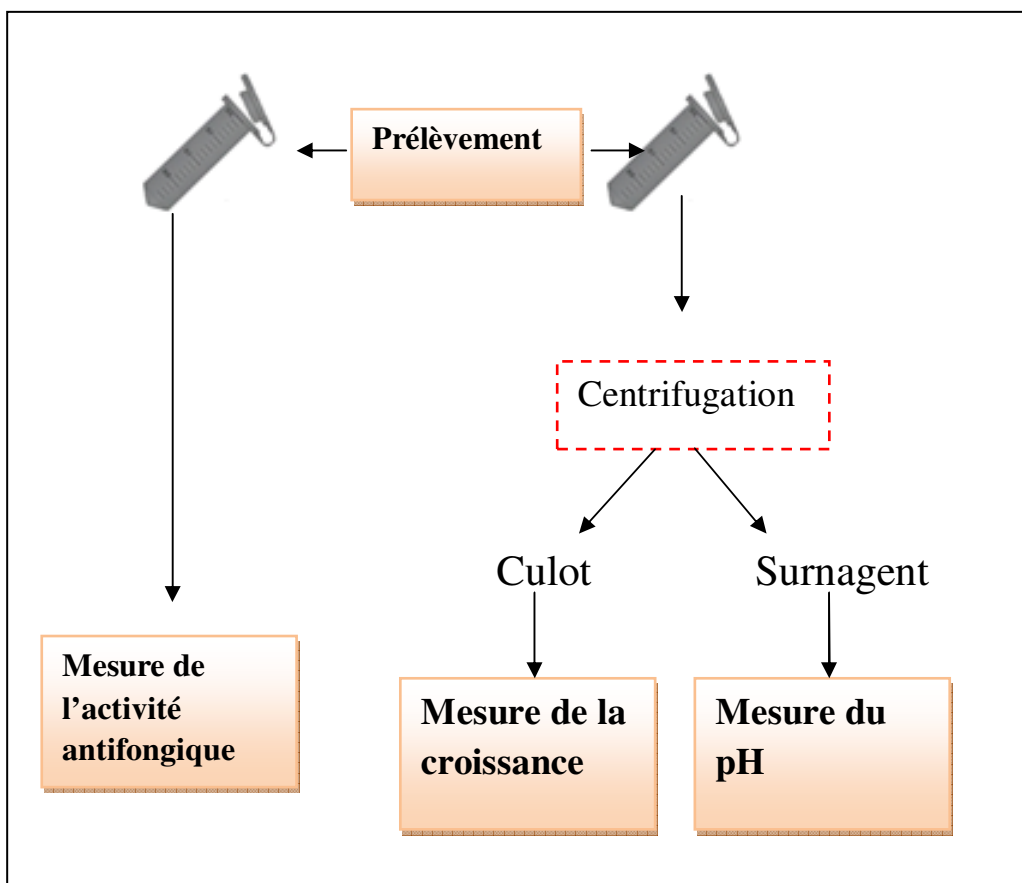 Prélèvement
Centrifugation
Culot
Surnagent
Mesure de
l’activité
antifongique
Mesure de la
croissance
Mesure du
pH